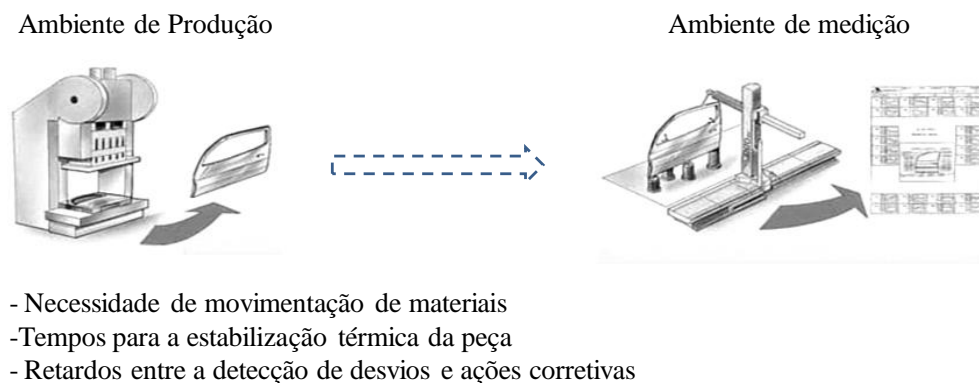 Ambiente de Produção
Ambiente de medição
- Necessidade de movimentação de materiais
-Tempos para a estabilização térmica da peça
- Retardos entre a detecção de desvios e ações corretivas